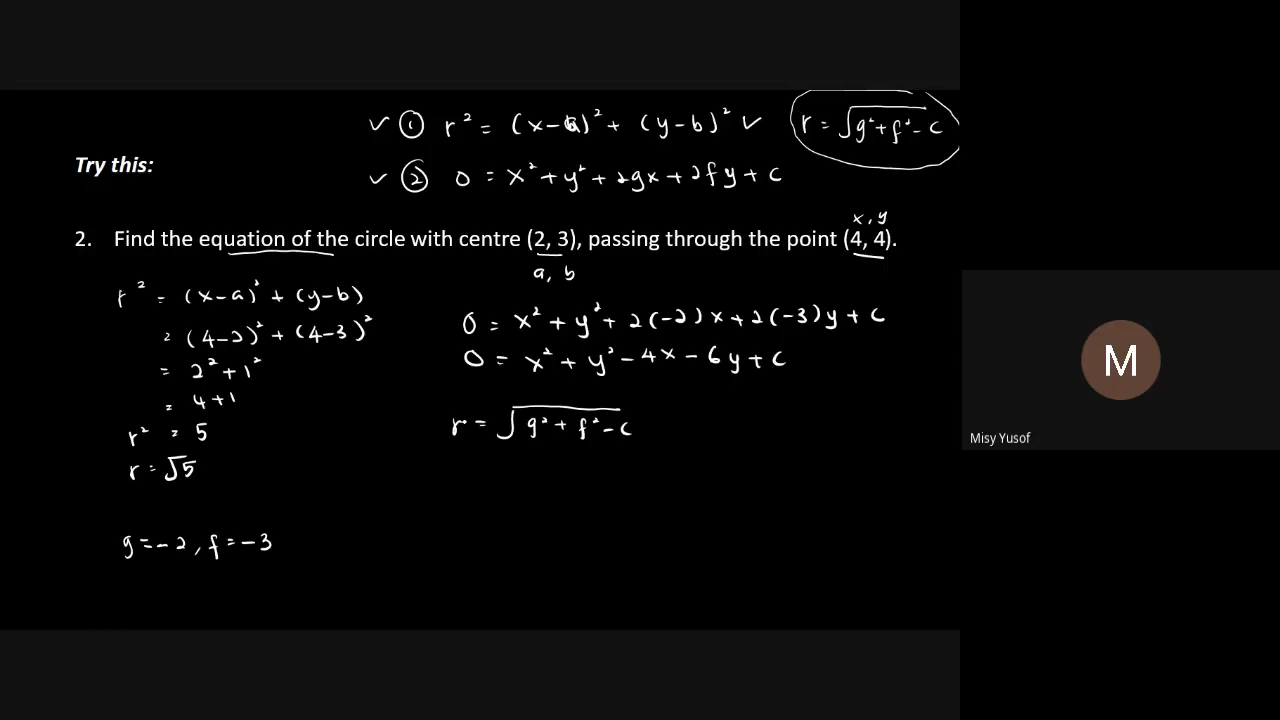 ✓ ① r² = (x-a)² + (y-b)² ✓
r = √g²+f²-c
Try this:
✓ ② 0 = x² + y² + 2gx + 2fy + c
x, y
2. Find the equation of the circle with centre (2, 3), passing through the point (4, 4).
a, b
r² = (x-a)² + (y-b)
= (4-2)² + (4-3)²
= 2² + 1²
= 4+1
r² = 5
r = √5
g = -2, f = -3
0 = x² + y² + 2(-2)x + 2(-3)y + c
0 = x² + y² - 4x - 6y + c
r = √g² + f² - c
M
Misy Yusof